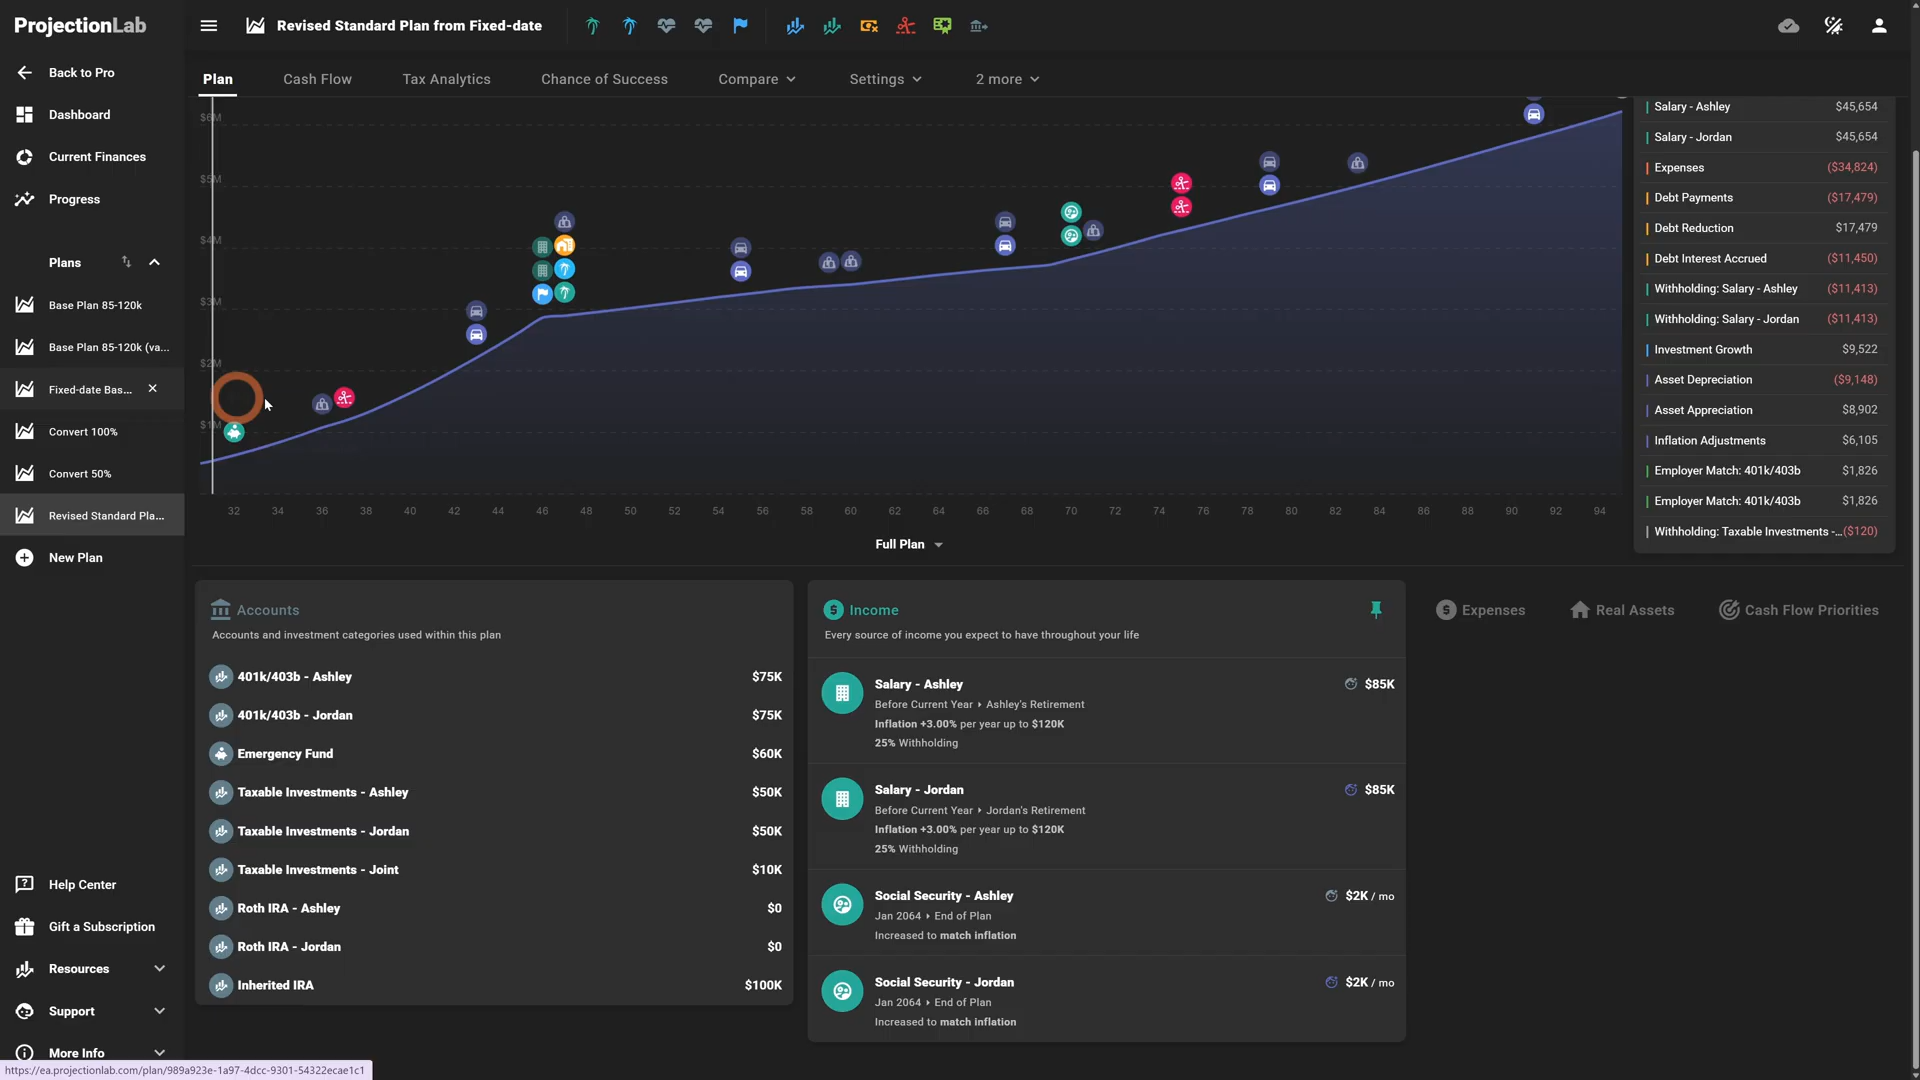 ProjectionLab
Revised Standard Plan from Fixed-date
Back to Pro
Dashboard
Current Finances
Progress
Plans
Base Plan 85-120k
Base Plan 85-120k (va...
Fixed-date Bas...
Convert 100%
Convert 50%
Revised Standard Pla...
New Plan
Help Center
Gift a Subscription
Resources
Support
More Info
https://ea.projectionlab.com/plan/989a923e-1a97-4dcc-9301-54322ecae1c1
Plan Cash Flow Tax Analytics Chance of Success Compare Settings 2 more
$6M
$5M
$4M
$3M
$2M
$1M
32 34 36 38 40 42 44 46 48 50 52 54 56 58 60 62 64 66 68 70 72 74 76 78 80 82 84 86 88 90 92 94
Full Plan
Salary - Ashley $45,654
Salary - Jordan $45,654
Expenses ($34,824)
Debt Payments ($17,479)
Debt Reduction $17,479
Debt Interest Accrued ($11,450)
Withholding: Salary - Ashley ($11,413)
Withholding: Salary - Jordan ($11,413)
Investment Growth $9,522
Asset Depreciation ($9,148)
Asset Appreciation $8,902
Inflation Adjustments $6,105
Employer Match: 401k/403b $1,826
Employer Match: 401k/403b $1,826
Withholding: Taxable Investments -... ($120)
Accounts
Accounts and investment categories used within this plan
401k/403b - Ashley $75K
401k/403b - Jordan $75K
Emergency Fund $60K
Taxable Investments - Ashley $50K
Taxable Investments - Jordan $50K
Taxable Investments - Joint $10K
Roth IRA - Ashley $0
Roth IRA - Jordan $0
Inherited IRA $100K
Income
Every source of income you expect to have throughout your life
Salary - Ashley $85K
Before Current Year ‣ Ashley's Retirement
Inflation +3.00% per year up to $120K
25% Withholding
Salary - Jordan $85K
Before Current Year ‣ Jordan's Retirement
Inflation +3.00% per year up to $120K
25% Withholding
Social Security - Ashley $2K / mo
Jan 2064 ‣ End of Plan
Increased to match inflation
Social Security - Jordan $2K / mo
Jan 2064 ‣ End of Plan
Increased to match inflation
Expenses Real Assets Cash Flow Priorities